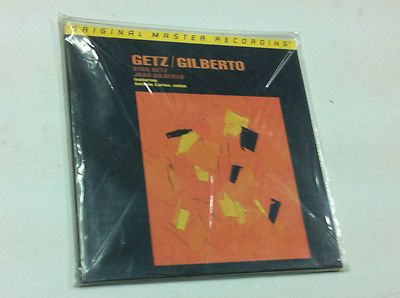 ORIGINAL MASTER RECORDING
GETZ/GILBERTO
STAN GETZ
JOAO GILBERTO
featuring
Antonio Carlos Jobim